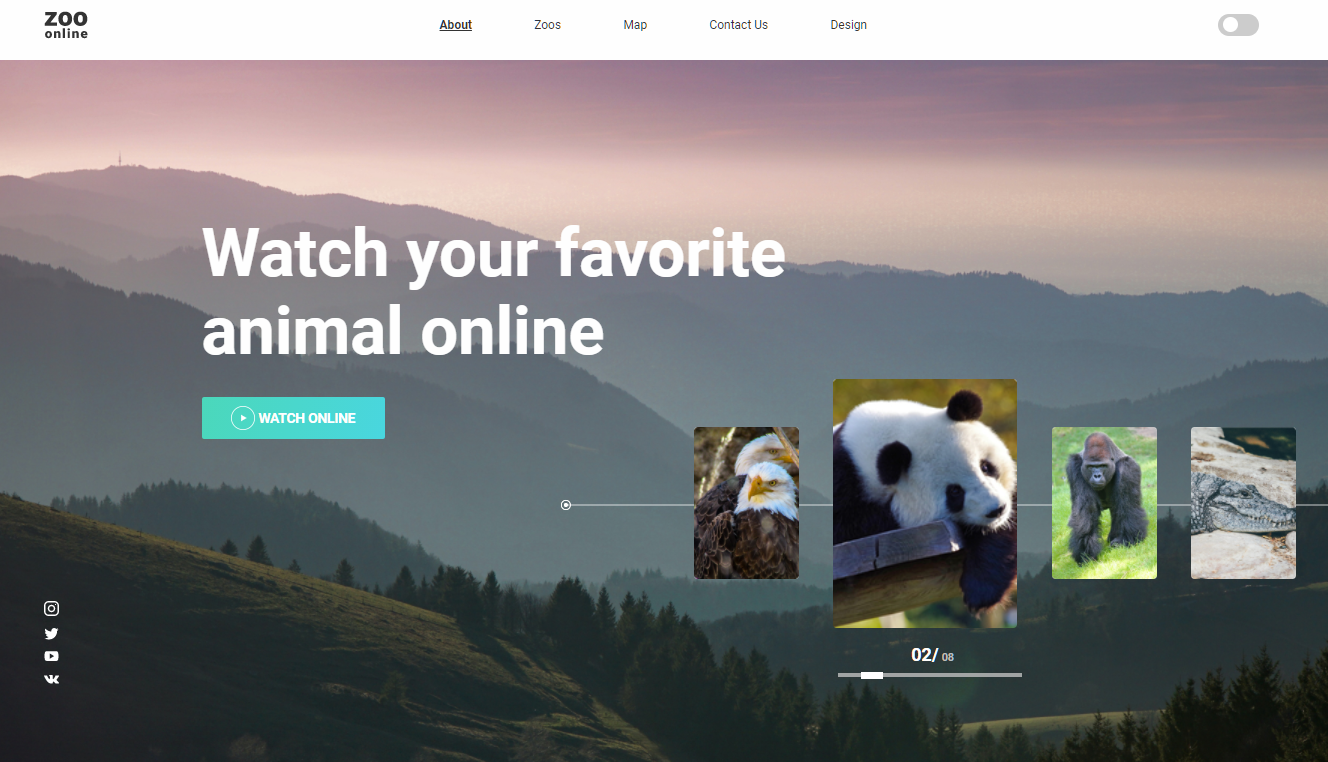 ZOO
online
About
Zoos
Map
Contact Us
Design
Watch your favorite
animal online
WATCH ONLINE
02/ 08